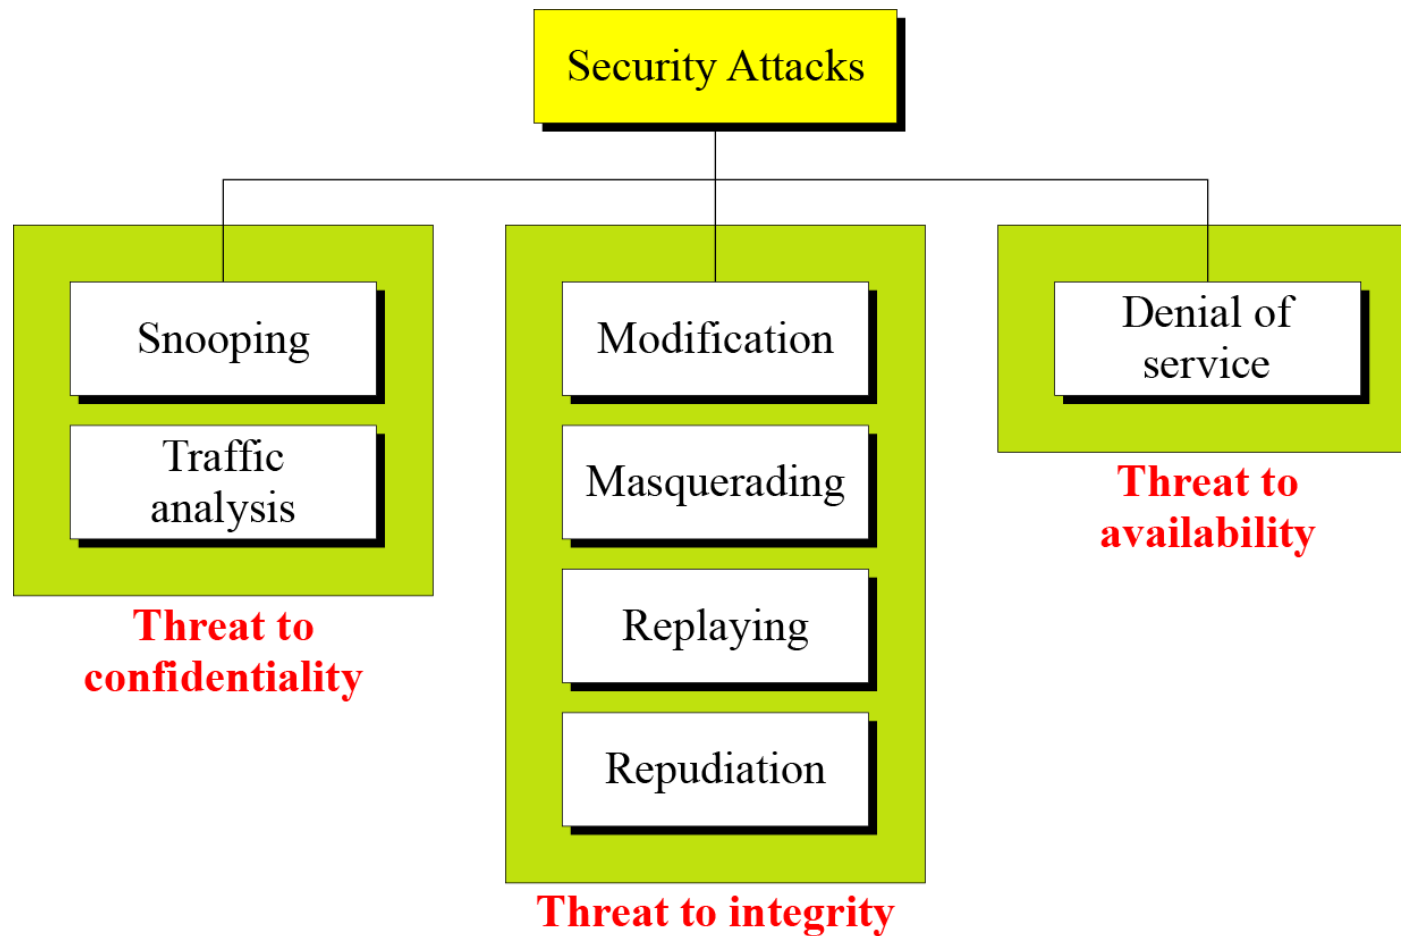 Security Attacks
Snooping
Traffic
analysis
Threat to
confidentiality
Modification
Masquerading
Replaying
Repudiation
Threat to integrity
Denial of
service
Threat to
availability